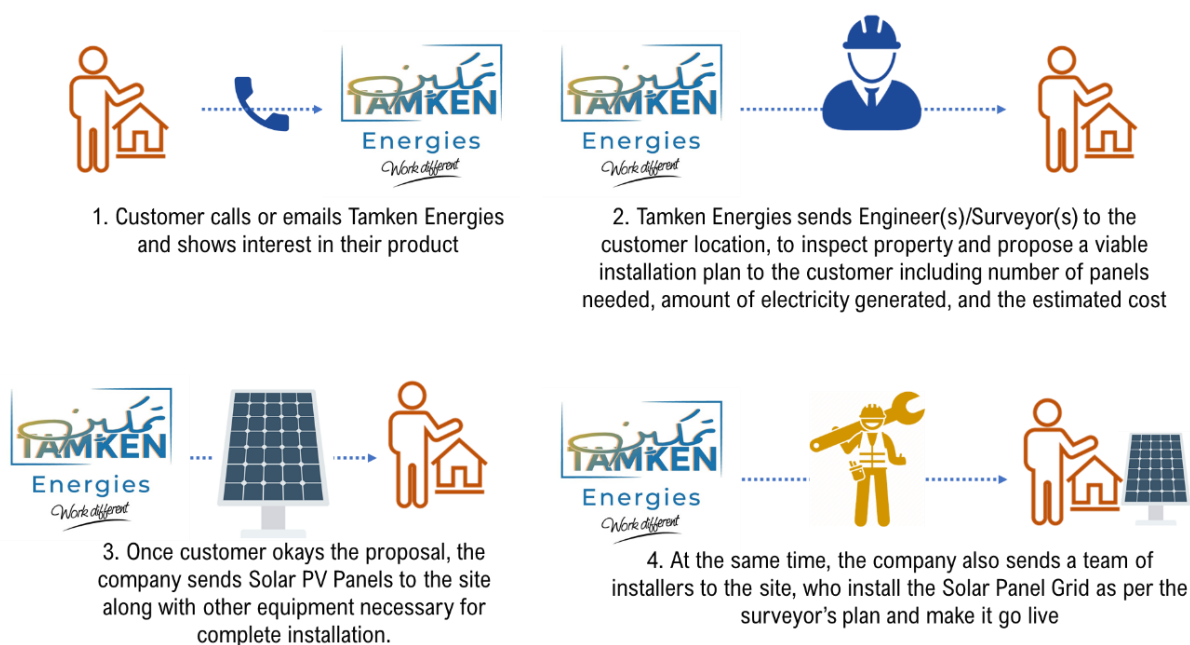 تمكين
TAMKEN
Energies
Work different
1. Customer calls or emails Tamken Energies
and shows interest in their product
تمكين
TAMKEN
Energies
Work different
2. Tamken Energies sends Engineer(s)/Surveyor(s) to the
customer location, to inspect property and propose a viable
installation plan to the customer including number of panels
needed, amount of electricity generated, and the estimated cost
تمكين
TAMKEN
Energies
Work different
3. Once customer okays the proposal, the
company sends Solar PV Panels to the site
along with other equipment necessary for
complete installation.
تمكين
TAMKEN
Energies
Work different
4. At the same time, the company also sends a team of
installers to the site, who install the Solar Panel Grid as per the
surveyor’s plan and make it go live